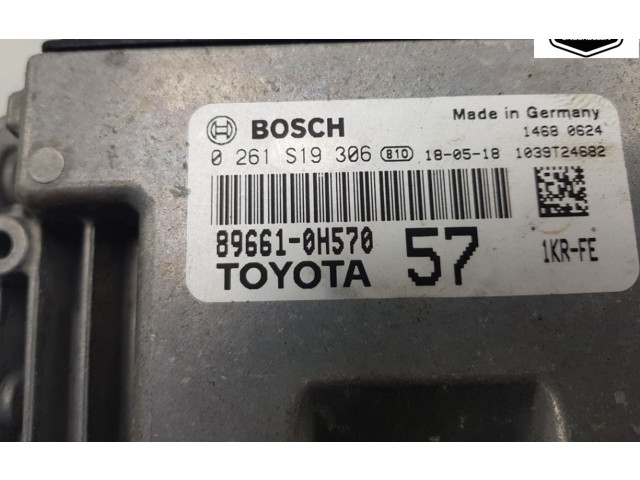 BOSCH
Made in Germany
1468 0624
0 261 S19 306 810 18-05-18 1039T24682
89661-0H570
TOYOTA 57 1KR-FE